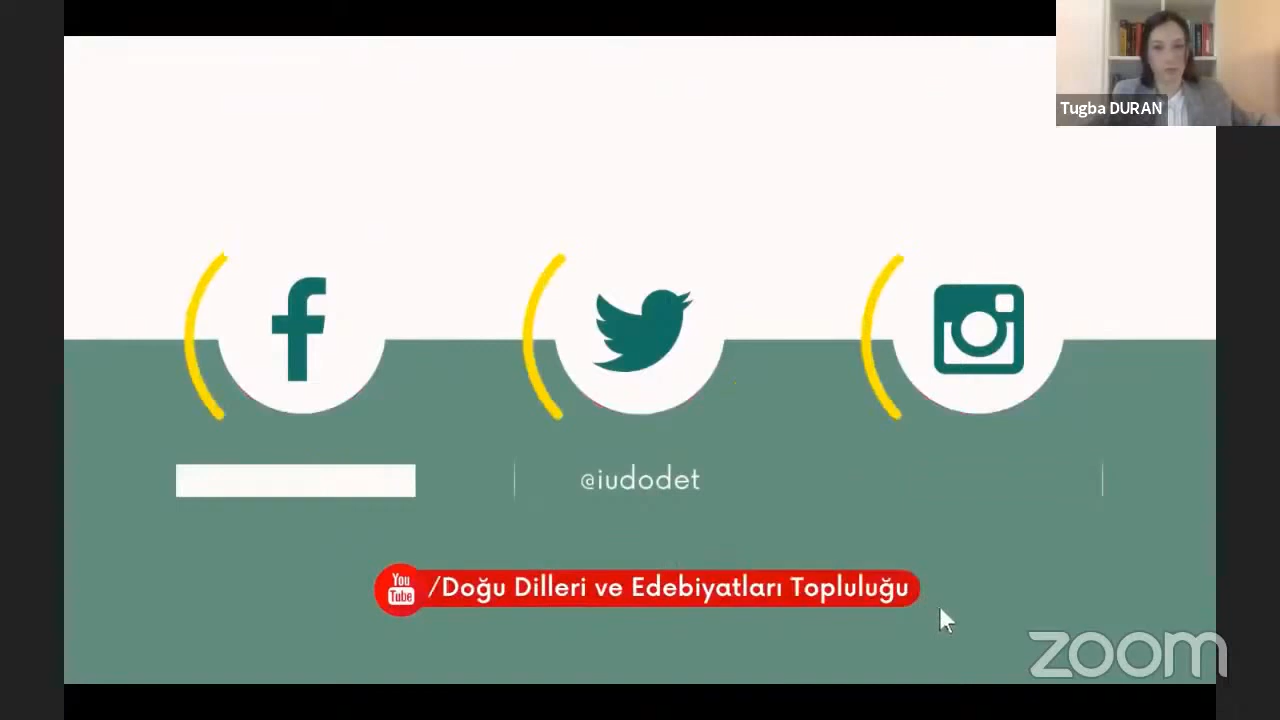 Tugba DURAN
@iudodet
You
Tube
/Doğu Dilleri ve Edebiyatları Topluluğu
zoom